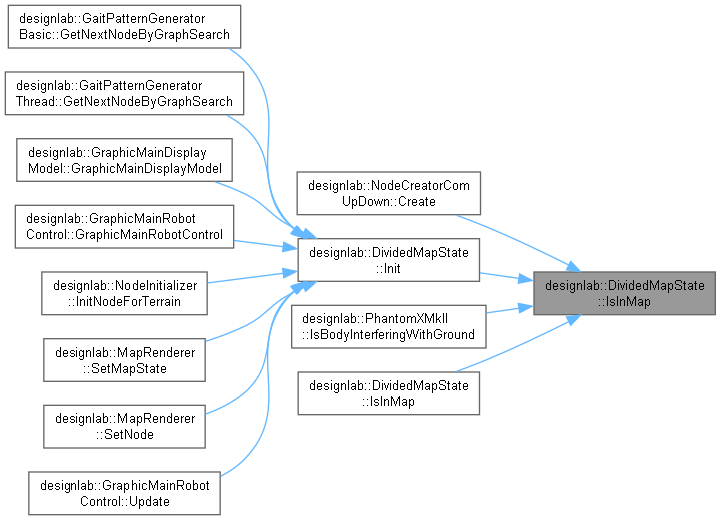 designlab::GaitPatternGenerator
Basic::GetNextNodeByGraphSearch
designlab::GaitPatternGenerator
Thread::GetNextNodeByGraphSearch
designlab::GraphicMainDisplay
Model::GraphicMainDisplayModel
designlab::GraphicMainRobot
Control::GraphicMainRobotControl
designlab::NodeInitializer
::InitNodeForTerrain
designlab::MapRenderer
::SetMapState
designlab::MapRenderer
::SetNode
designlab::GraphicMainRobot
Control::Update
designlab::NodeCreatorCom
UpDown::Create
designlab::DividedMapState
::Init
designlab::PhantomXMkII
::IsBodyInterferingWithGround
designlab::DividedMapState
::IsInMap
designlab::DividedMapState
::IsInMap